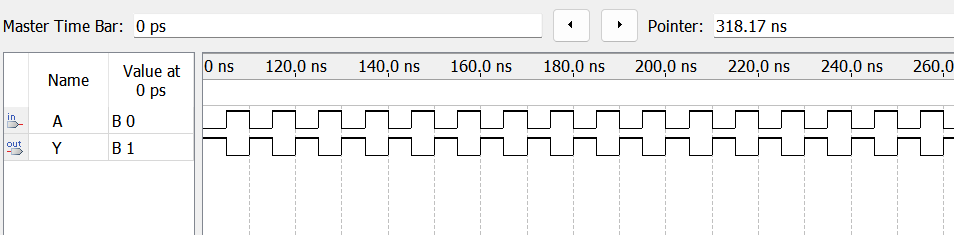 Master Time Bar: 0 ps Pointer: 318.17 ns
Name Value at 0 ps
0 ns 120,0 ns 140,0 ns 160,0 ns 180,0 ns 200,0 ns 220,0 ns 240,0 ns 260,0
in A B 0
out Y B 1